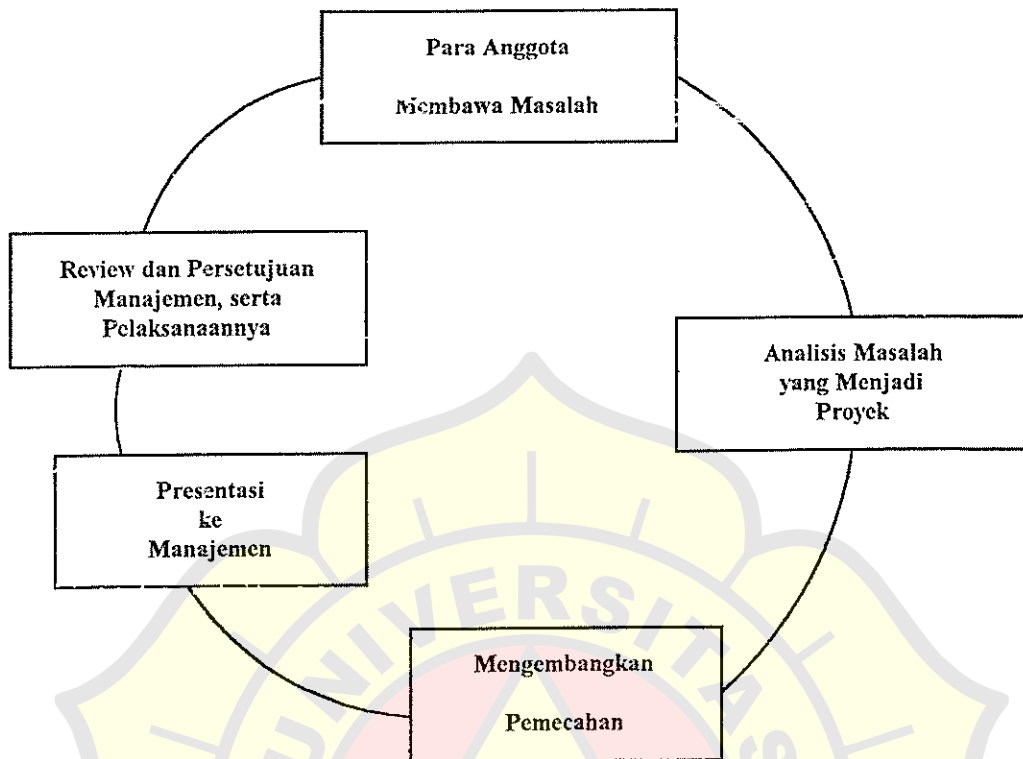 Para Anggota
Membawa Masalah
Review dan Persetujuan
Manajemen, serta
Pelaksanaannya
Analisis Masalah
yang Menjadi
Proyek
Presentasi
ke
Manajemen
Mengembangkan
Pemecahan
UNIVERSITAS